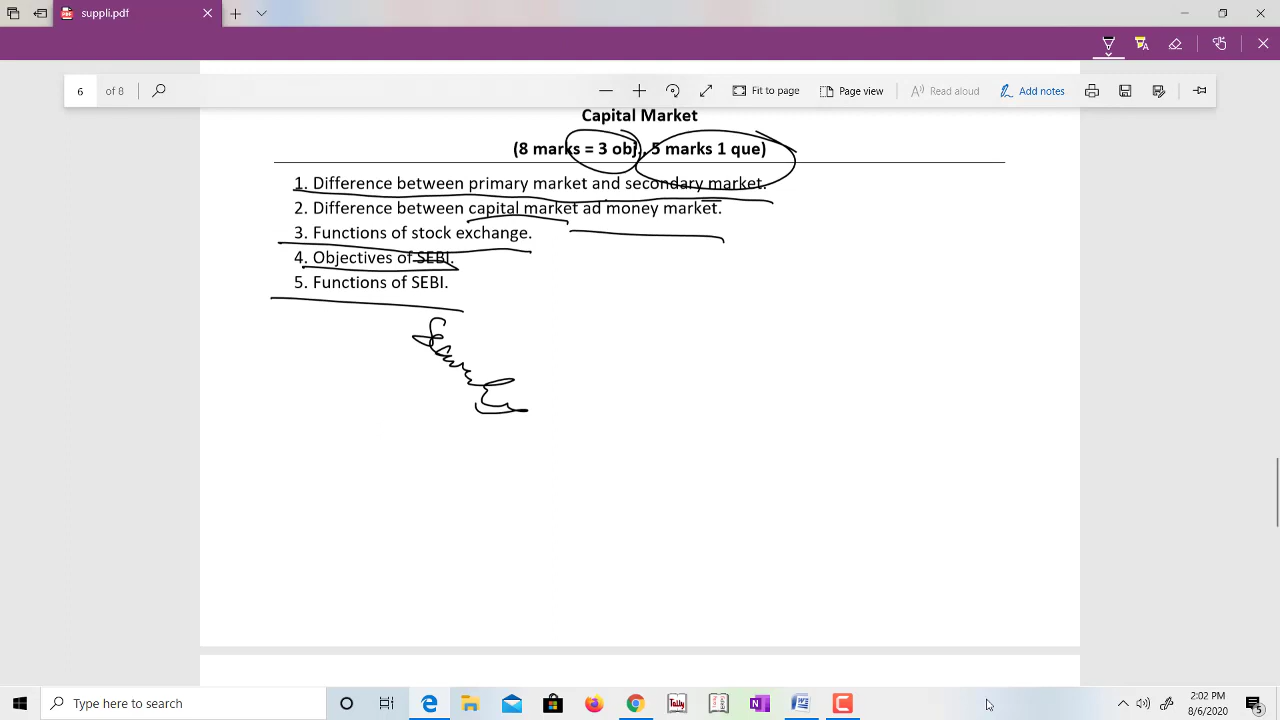 suppli.pdf
6 of 8 Fit to page Page view Read aloud Add notes
Capital Market
(8 marks = 3 obj., 5 marks 1 que)
1. Difference between primary market and secondary market.
2. Difference between capital market ad money market.
3. Functions of stock exchange.
4. Objectives of SEBI.
5. Functions of SEBI.
Type here to search
Tally
2:02 PM
8/6/2020
5